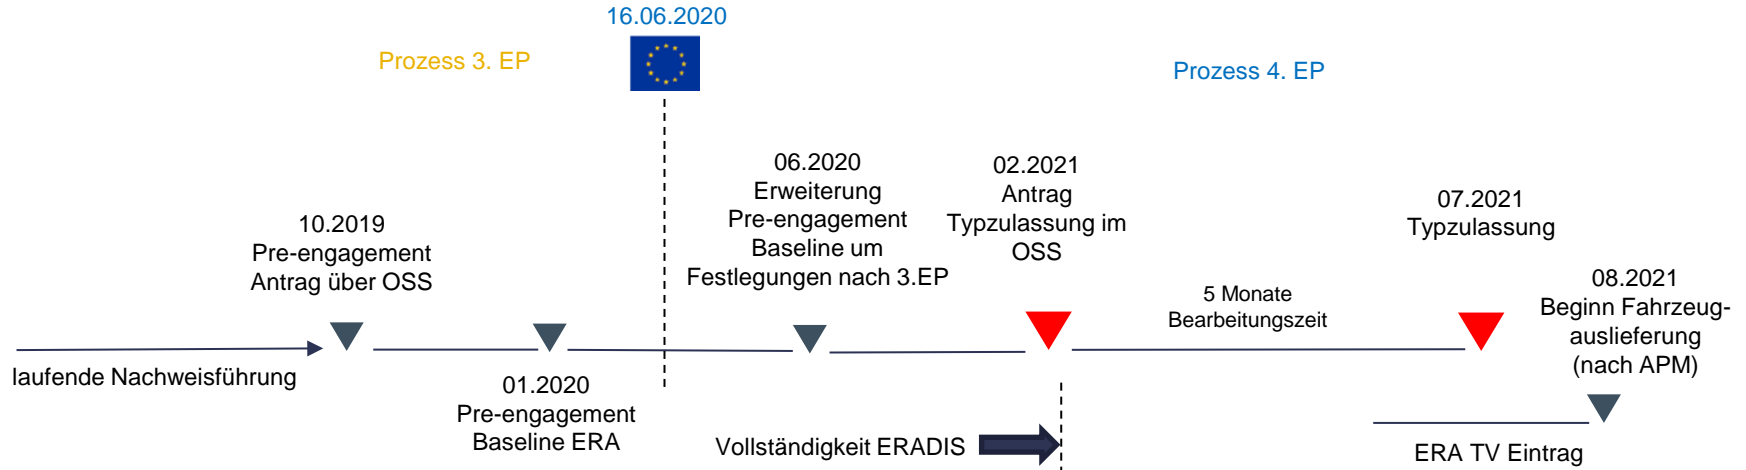 16.06.2020
Prozess 3. EP
Prozess 4. EP
10.2019
Pre-engagement
Antrag über OSS
06.2020
Erweiterung
Pre-engagement
Baseline um
Festlegungen nach 3.EP
02.2021
Antrag
Typzulassung im
OSS
5 Monate
Bearbeitungszeit
07.2021
Typzulassung
08.2021
Beginn Fahrzeug-
auslieferung
(nach APM)
laufende Nachweisführung
01.2020
Pre-engagement
Baseline ERA
Vollständigkeit ERADIS
ERA TV Eintrag